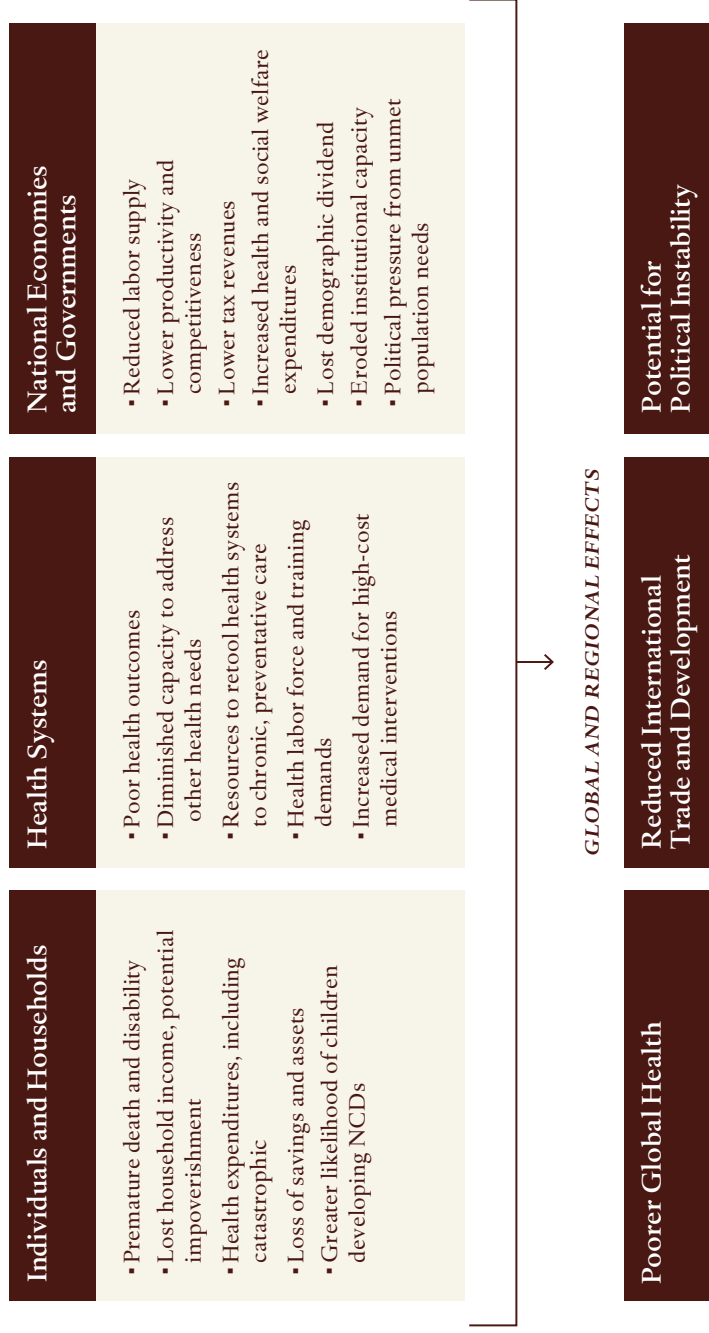 Individuals and Households
▪ Premature death and disability
▪ Lost household income, potential
impoverishment
▪ Health expenditures, including
catastrophic
▪ Loss of savings and assets
▪ Greater likelihood of children
developing NCDs
Health Systems
▪ Poor health outcomes
▪ Diminished capacity to address
other health needs
▪ Resources to retool health systems
to chronic, preventative care
▪ Health labor force and training
demands
▪ Increased demand for high-cost
medical interventions
National Economies
and Governments
▪ Reduced labor supply
▪ Lower productivity and
competitiveness
▪ Lower tax revenues
▪ Increased health and social welfare
expenditures
▪ Lost demographic dividend
▪ Eroded institutional capacity
▪ Political pressure from unmet
population needs
GLOBAL AND REGIONAL EFFECTS
Poorer Global Health
Reduced International
Trade and Development
Potential for
Political Instability